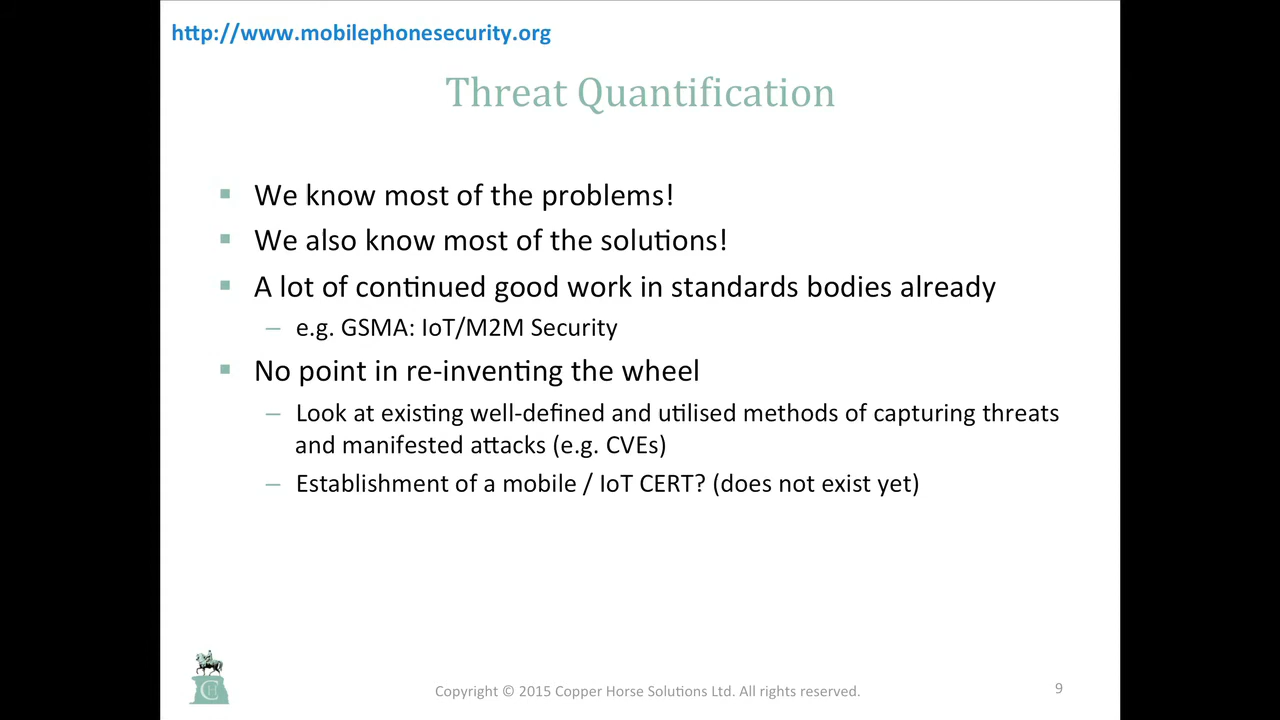 http://www.mobilephonesecurity.org
Threat Quantification
We know most of the problems!
We also know most of the solutions!
A lot of continued good work in standards bodies already
– e.g. GSMA: IoT/M2M Security
No point in re-inventing the wheel
– Look at existing well-defined and utilised methods of capturing threats
and manifested attacks (e.g. CVEs)
– Establishment of a mobile / IoT CERT? (does not exist yet)
CH
Copyright © 2015 Copper Horse Solutions Ltd. All rights reserved.
9